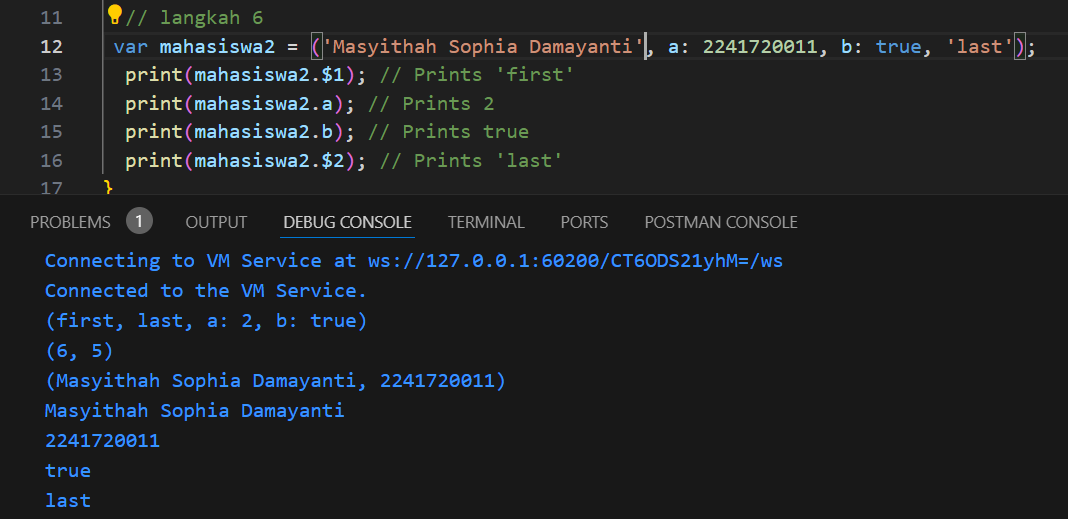 11 // langkah 6
12 var mahasiswa2 = ('Masyithah Sophia Damayanti', a: 2241720011, b: true, 'last');
13 print(mahasiswa2.$1); // Prints 'first'
14 print(mahasiswa2.a); // Prints 2
15 print(mahasiswa2.b); // Prints true
16 print(mahasiswa2.$2); // Prints 'last'
17 }
PROBLEMS 1 OUTPUT DEBUG CONSOLE TERMINAL PORTS POSTMAN CONSOLE
Connecting to VM Service at ws://127.0.0.1:60200/CT6ODS21yhM=/ws
Connected to the VM Service.
(first, last, a: 2, b: true)
(6, 5)
(Masyithah Sophia Damayanti, 2241720011)
Masyithah Sophia Damayanti
2241720011
true
last